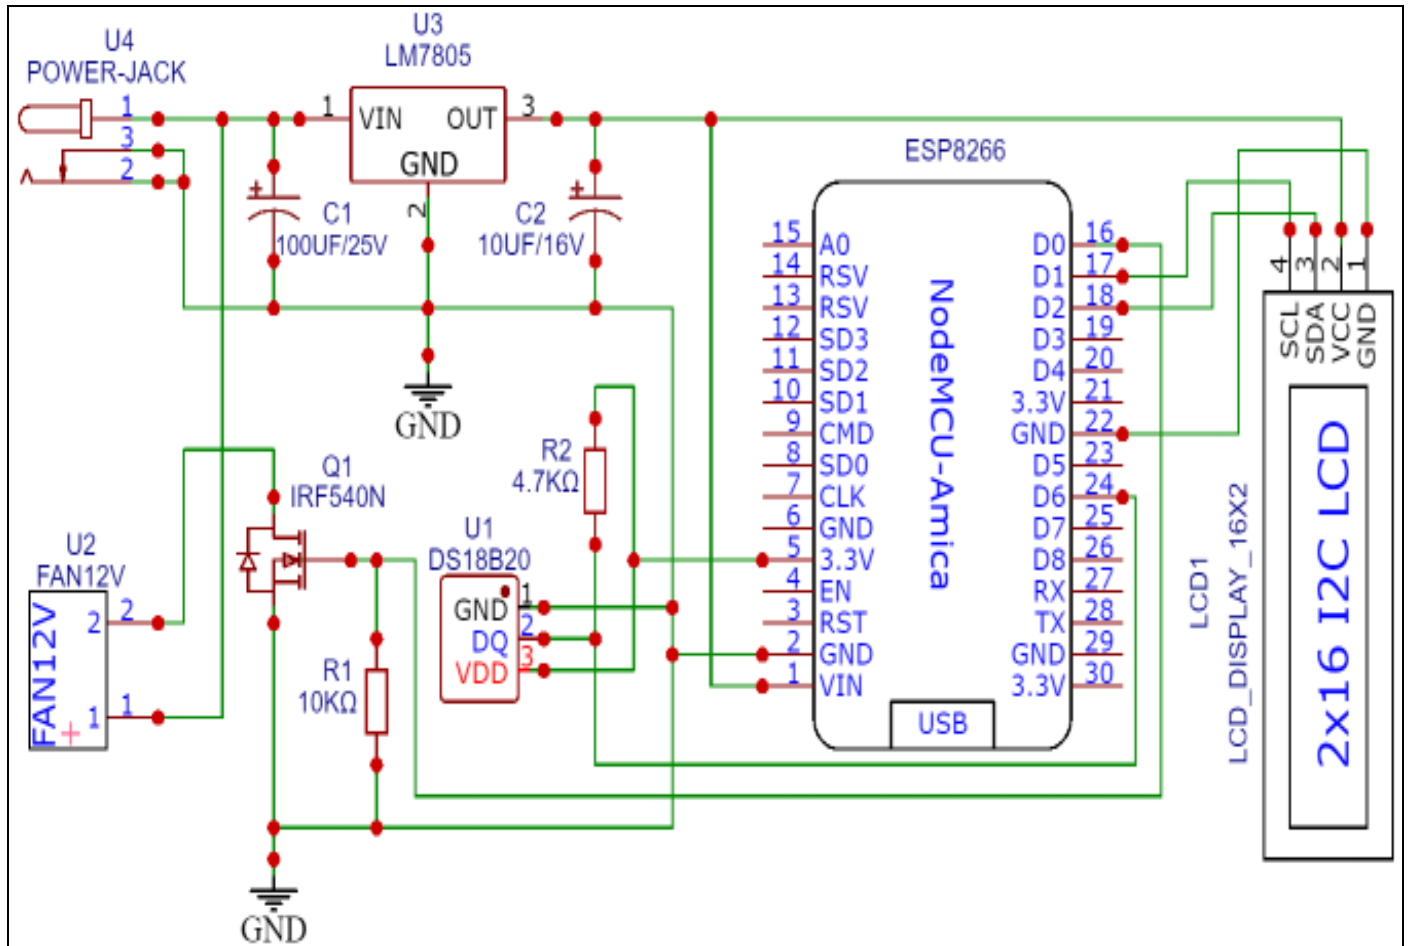 U4
POWER-JACK
1
3
2
U3
LM7805
1
VIN
OUT
3
GND
2
+
C1
100UF/25V
+
C2
10UF/16V
GND
Q1
IRF540N
U2
FAN12V
FAN12V
+
2
2
1
1
R1
10KΩ
GND
R2
4.7KΩ
U1
DS18B20
GND
1
DQ
2
VDD
3
ESP8266
NodeMCU-Amica
15 A0
14 RSV
13 RSV
12 SD3
11 SD2
10 SD1
9 CMD
8 SD0
7 CLK
6 GND
5 3.3V
4 EN
3 RST
2 GND
1 VIN
D0 16
D1 17
D2 18
D3 19
D4 20
3.3V 21
GND 22
D5 23
D6 24
D7 25
D8 26
RX 27
TX 28
GND 29
3.3V 30
USB
4
3
2
1
SCL
SDA
VCC
GND
LCD1
LCD_DISPLAY_16X2
2x16 I2C LCD